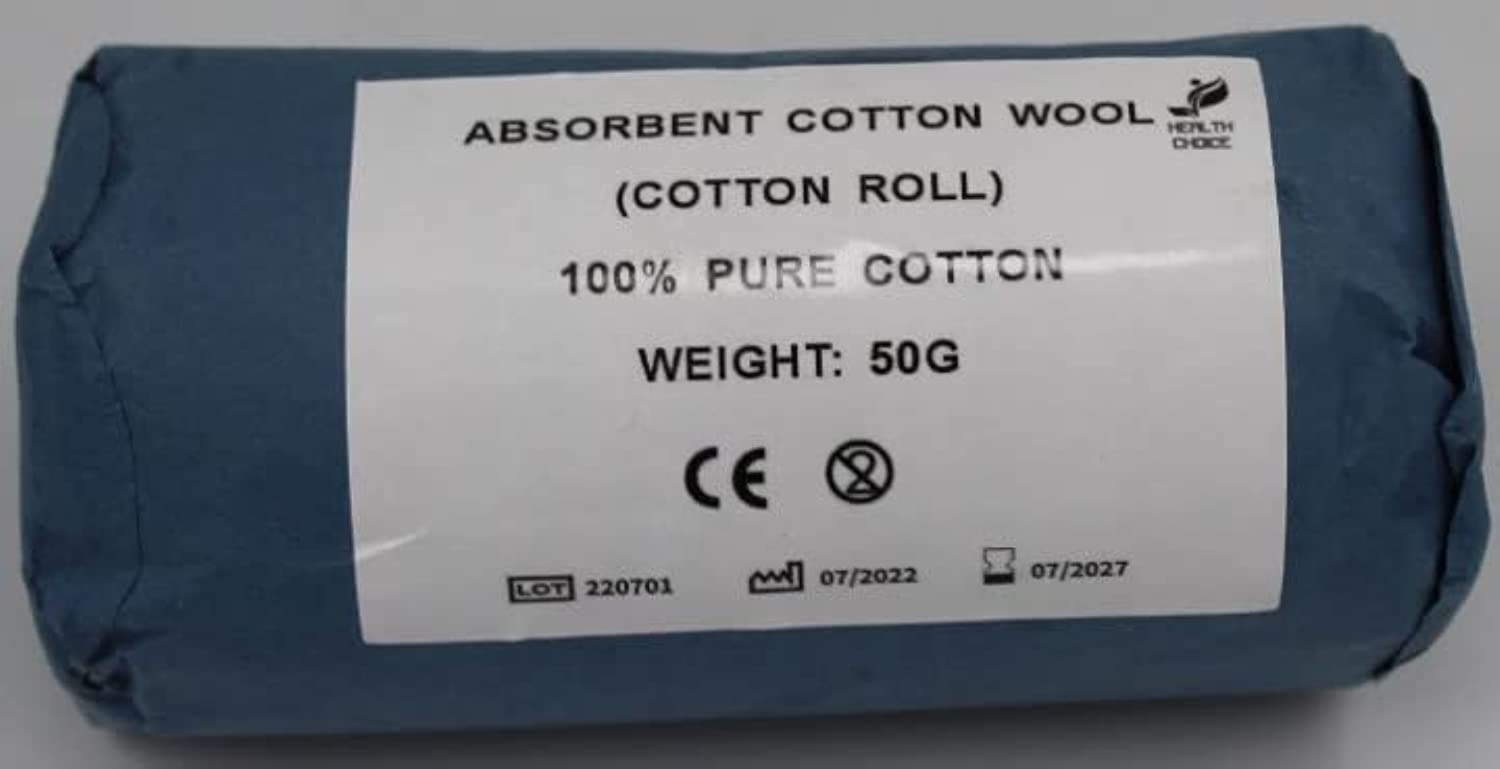 ABSORBENT COTTON WOOL
HEALTH
CHOICE
(COTTON ROLL)
100% PURE COTTON
WEIGHT: 50G
CE
2
LOT 220701
07/2022
07/2027